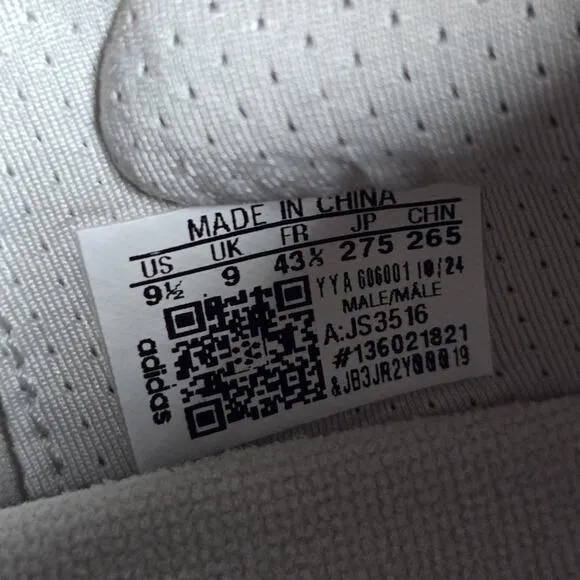 MADE IN CHINA
US UK FR JP CHN
9½ 9 43⅓ 275 265
YYA 606001 10/24
MALE/MÂLE
A:JS3516
#136021821
&JB3JR2Y00019
adidas